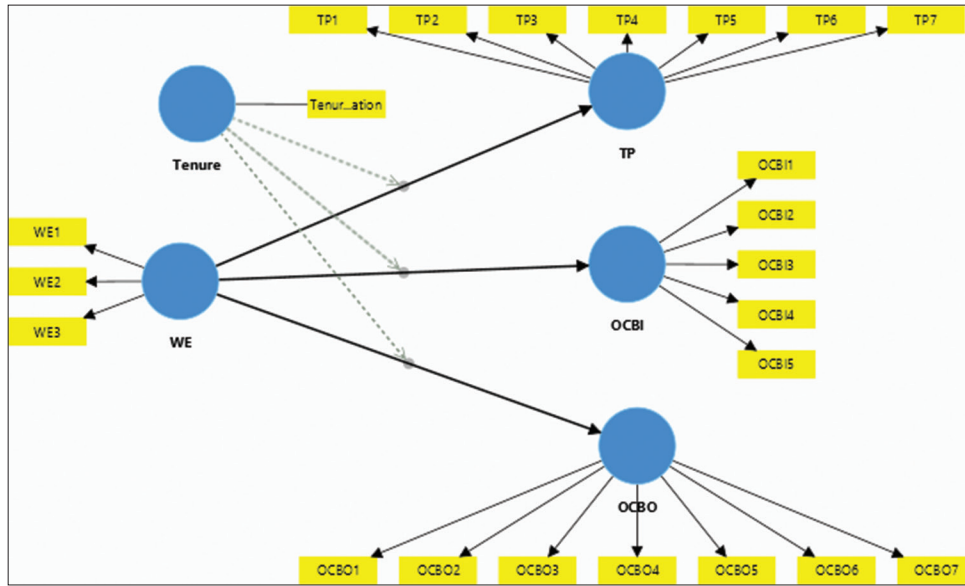 TP1 TP2 TP3 TP4 TP5 TP6 TP7
Tenur...ation
TP
Tenure
OCBI1
OCBI2
WE1
OCBI3
WE2
OCBI4
OCBI
WE3
WE
OCBI5
OCBO
OCBO1 OCBO2 OCBO3 OCBO4 OCBO5 OCBO6 OCBO7